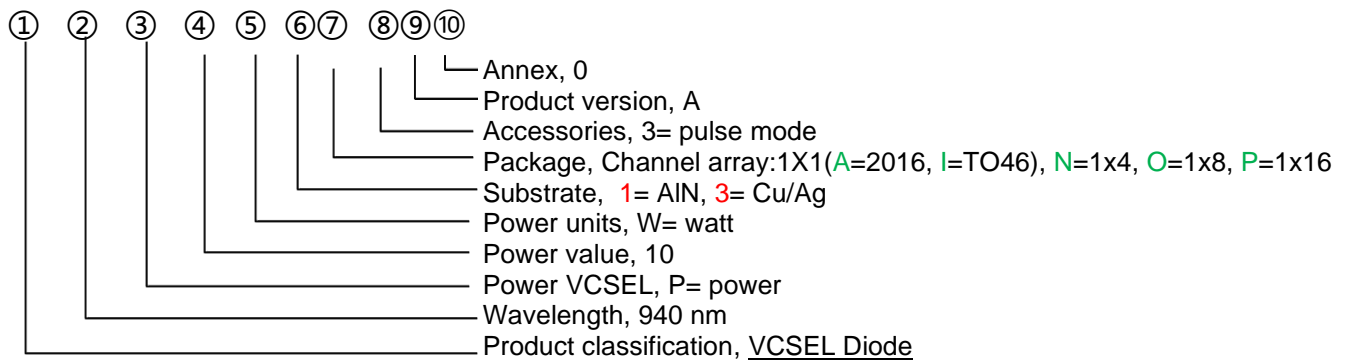 ① ② ③ ④ ⑤ ⑥⑦ ⑧⑨⑩
Annex, 0
Product version, A
Accessories, 3= pulse mode
Package, Channel array:1X1(A=2016, I=TO46), N=1x4, O=1x8, P=1x16
Substrate, 1= AlN, 3= Cu/Ag
Power units, W= watt
Power value, 10
Power VCSEL, P= power
Wavelength, 940 nm
Product classification, VCSEL Diode